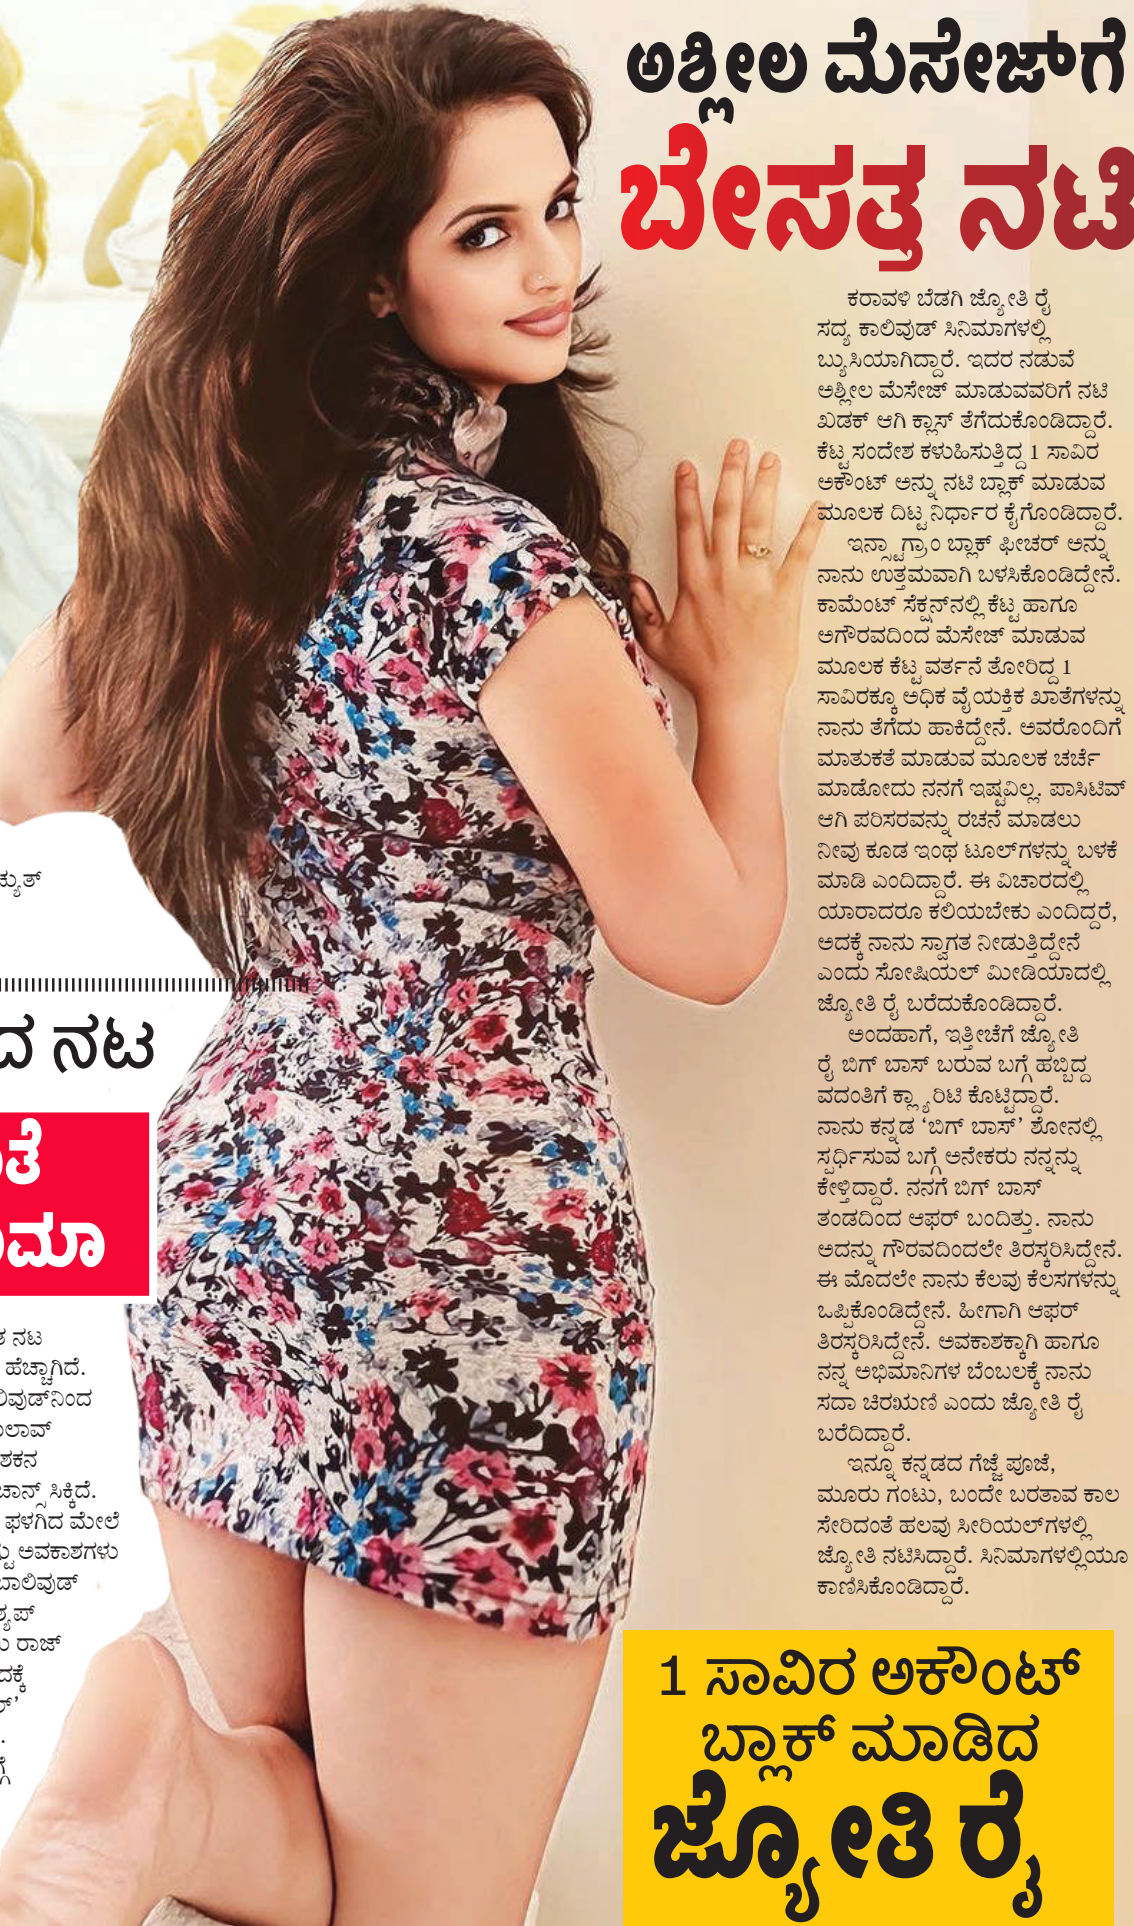 ಅಶ್ಲೀಲ ಮೆಸೇಜ್‌ಗೆ
ಬೇಸತ್ತ ನಟಿ
ಕರಾವಳಿ ಬೆಡಗಿ ಜ್ಯೋತಿ ರೈ
ಸದ್ಯ ಕಾಲಿವುಡ್ ಸಿನಿಮಾಗಳಲ್ಲಿ
ಬ್ಯುಸಿಯಾಗಿದ್ದಾರೆ. ಇದರ ನಡುವೆ
ಅಶ್ಲೀಲ ಮೆಸೇಜ್ ಮಾಡುವವರಿಗೆ ನಟಿ
ಖಡಕ್ ಆಗಿ ಕ್ಲಾಸ್ ತೆಗೆದುಕೊಂಡಿದ್ದಾರೆ.
ಕೆಟ್ಟ ಸಂದೇಶ ಕಳುಹಿಸುತ್ತಿದ್ದ 1 ಸಾವಿರ
ಅಕೌಂಟ್ ಅನ್ನು ನಟಿ ಬ್ಲಾಕ್ ಮಾಡುವ
ಮೂಲಕ ದಿಟ್ಟ ನಿರ್ಧಾರ ಕೈಗೊಂಡಿದ್ದಾರೆ.
ಇನ್ಸ್ಟಾಗ್ರಾಂ ಬ್ಲಾಕ್ ಫೀಚರ್ ಅನ್ನು
ನಾನು ಉತ್ತಮವಾಗಿ ಬಳಸಿಕೊಂಡಿದ್ದೇನೆ.
ಕಾಮೆಂಟ್ ಸೆಕ್ಷನ್‌ನಲ್ಲಿ ಕೆಟ್ಟ ಹಾಗೂ
ಅಗೌರವದಿಂದ ಮೆಸೇಜ್ ಮಾಡುವ
ಮೂಲಕ ಕೆಟ್ಟ ವರ್ತನೆ ತೋರಿದ್ದ 1
ಸಾವಿರಕ್ಕೂ ಅಧಿಕ ವೈಯಕ್ತಿಕ ಖಾತೆಗಳನ್ನು
ನಾನು ತೆಗೆದು ಹಾಕಿದ್ದೇನೆ. ಅವರೊಂದಿಗೆ
ಮಾತುಕತೆ ಮಾಡುವ ಮೂಲಕ ಚರ್ಚೆ
ಮಾಡೋದು ನನಗೆ ಇಷ್ಟವಿಲ್ಲ. ಪಾಸಿಟಿವ್
ಆಗಿ ಪರಿಸರವನ್ನು ರಚನೆ ಮಾಡಲು
ನೀವು ಕೂಡ ಇಂಥ ಟೂಲ್‌ಗಳನ್ನು ಬಳಕೆ
ಮಾಡಿ ಎಂದಿದ್ದಾರೆ. ಈ ವಿಚಾರದಲ್ಲಿ
ಯಾರಾದರೂ ಕಲಿಯಬೇಕು ಎಂದಿದ್ದರೆ,
ಅದಕ್ಕೆ ನಾನು ಸ್ವಾಗತ ನೀಡುತ್ತಿದ್ದೇನೆ
ಎಂದು ಸೋಷಿಯಲ್ ಮೀಡಿಯಾದಲ್ಲಿ
ಜ್ಯೋತಿ ರೈ ಬರೆದುಕೊಂಡಿದ್ದಾರೆ.
ಅಂದಹಾಗೆ, ಇತ್ತೀಚೆಗೆ ಜ್ಯೋತಿ
ರೈ ಬಿಗ್ ಬಾಸ್ ಬರುವ ಬಗ್ಗೆ ಹಬ್ಬಿದ್ದ
ವದಂತಿಗೆ ಕ್ಲ್ಯಾರಿಟಿ ಕೊಟ್ಟಿದ್ದಾರೆ.
ನಾನು ಕನ್ನಡ ‘ಬಿಗ್ ಬಾಸ್’ ಶೋನಲ್ಲಿ
ಸ್ಪರ್ಧಿಸುವ ಬಗ್ಗೆ ಅನೇಕರು ನನ್ನನ್ನು
ಕೇಳ್ತಿದ್ದಾರೆ. ನನಗೆ ಬಿಗ್ ಬಾಸ್
ತಂಡದಿಂದ ಆಫರ್ ಬಂದಿತ್ತು. ನಾನು
ಅದನ್ನು ಗೌರವದಿಂದಲೇ ತಿರಸ್ಕರಿಸಿದ್ದೇನೆ.
ಈ ಮೊದಲೇ ನಾನು ಕೆಲವು ಕೆಲಸಗಳನ್ನು
ಒಪ್ಪಿಕೊಂಡಿದ್ದೇನೆ. ಹೀಗಾಗಿ ಆಫರ್
ತಿರಸ್ಕರಿಸಿದ್ದೇನೆ. ಅವಕಾಶಕ್ಕಾಗಿ ಹಾಗೂ
ನನ್ನ ಅಭಿಮಾನಿಗಳ ಬೆಂಬಲಕ್ಕೆ ನಾನು
ಸದಾ ಚಿರಋಣಿ ಎಂದು ಜ್ಯೋತಿ ರೈ
ಬರೆದಿದ್ದಾರೆ.
ಇನ್ನೂ ಕನ್ನಡದ ಗೆಜ್ಜೆ ಪೂಜೆ,
ಮೂರು ಗಂಟು, ಬಂದೇ ಬರತಾವ ಕಾಲ
ಸೇರಿದಂತೆ ಹಲವು ಸೀರಿಯಲ್‌ಗಳಲ್ಲಿ
ಜ್ಯೋತಿ ನಟಿಸಿದ್ದಾರೆ. ಸಿನಿಮಾಗಳಲ್ಲಿಯೂ
ಕಾಣಿಸಿಕೊಂಡಿದ್ದಾರೆ.
1 ಸಾವಿರ ಅಕೌಂಟ್
ಬ್ಲಾಕ್ ಮಾಡಿದ
ಜ್ಯೋತಿ ರೈ
ನಟ
ನಟ
ಹೆಚ್ಚಾಗಿದೆ.
ಸಿಕ್ಕಿದೆ.
ಫಳಗಿದ ಮೇಲೆ
ಅವಕಾಶಗಳು
ರಾಜ್